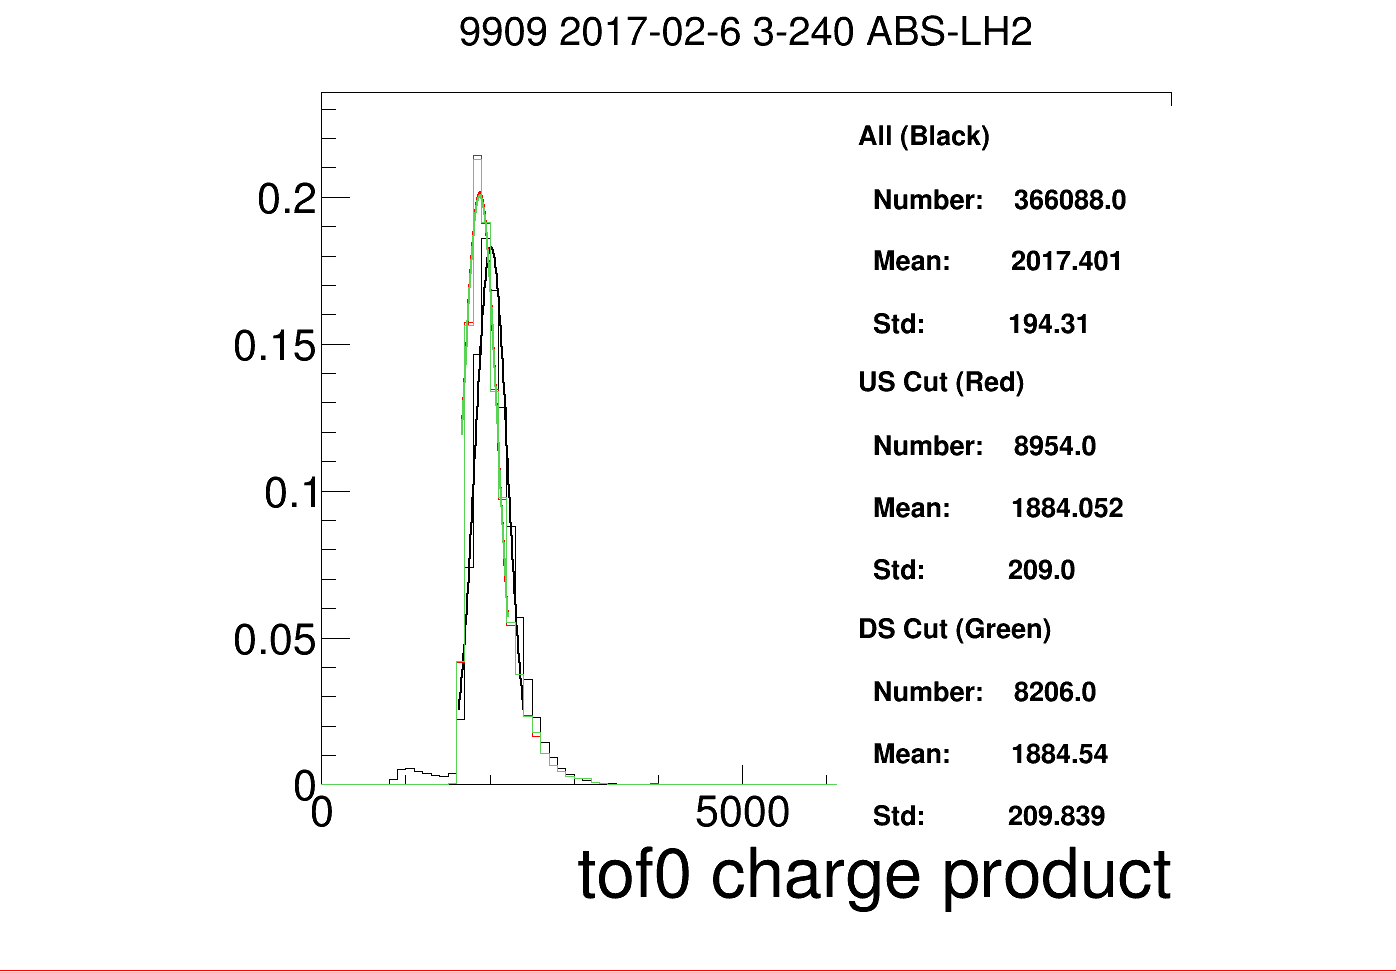 9909 2017-02-6 3-240 ABS-LH2
All (Black)
Number: 366088.0
Mean: 2017.401
Std: 194.31
US Cut (Red)
Number: 8954.0
Mean: 1884.052
Std: 209.0
DS Cut (Green)
Number: 8206.0
Mean: 1884.54
Std: 209.839
0.2
0.15
0.1
0.05
0
0 5000
tof0 charge product